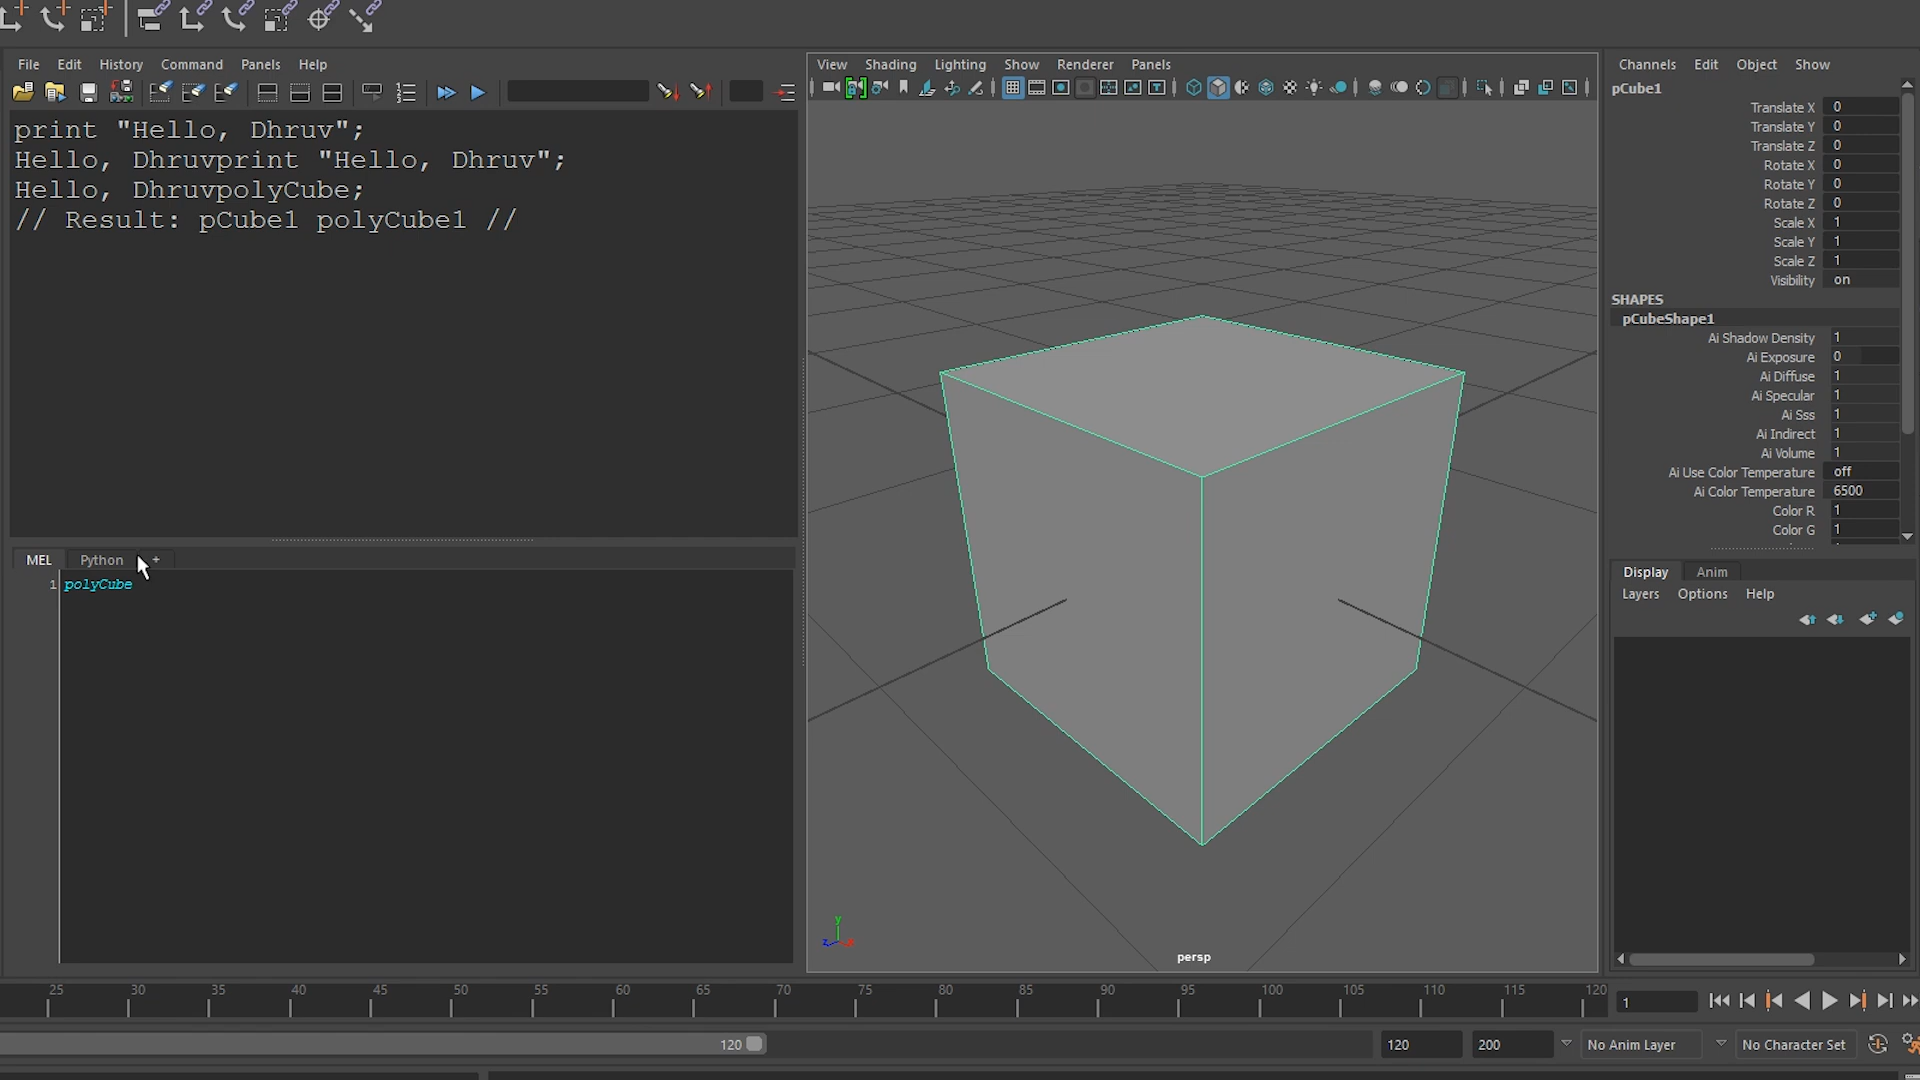 File Edit History Command Panels Help
print "Hello, Dhruv";
Hello, Dhruvprint "Hello, Dhruv";
Hello, DhruvpolyCube;
// Result: pCube1 polyCube1 //
MEL Python +
1 polyCube
View Shading Lighting Show Renderer Panels
y
z
persp
Channels Edit Object Show
pCube1
Translate X 0
Translate Y 0
Translate Z 0
Rotate X 0
Rotate Y 0
Rotate Z 0
Scale X 1
Scale Y 1
Scale Z 1
Visibility on
SHAPES
pCubeShape1
Ai Shadow Density 1
Ai Exposure 0
Ai Diffuse 1
Ai Specular 1
Ai Sss 1
Ai Indirect 1
Ai Volume 1
Ai Use Color Temperature off
Ai Color Temperature 6500
Color R 1
Color G 1
Display Anim
Layers Options Help
25 30 35 40 45 50 55 60 65 70 75 80 85 90 95 100 105 110 115 120
1
120
120 200 No Anim Layer No Character Set